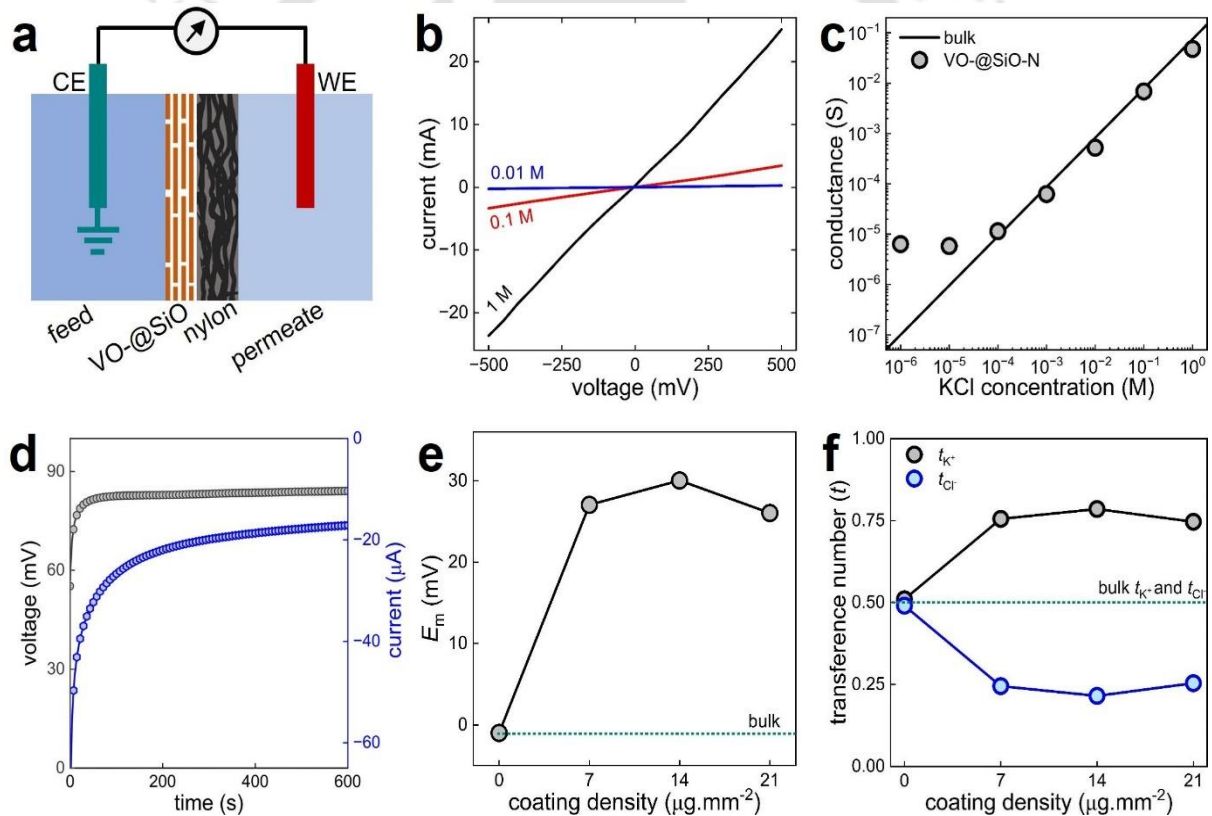 a
CE
WE
feed
VO-@SiO
nylon
permeate
b
current (mA)
20
10
0
−10
−20
0.01 M
0.1 M
1 M
−500
−250
0
250
500
voltage (mV)
c
conductance (S)
10⁻¹
10⁻²
10⁻³
10⁻⁴
10⁻⁵
10⁻⁶
10⁻⁷
bulk
VO-@SiO-N
10⁻⁶
10⁻⁵
10⁻⁴
10⁻³
10⁻²
10⁻¹
10⁰
KCl concentration (M)
d
voltage (mV)
90
60
30
0
0
−20
−40
−60
current (μA)
0
200
400
600
time (s)
e
Eₘ (mV)
30
20
10
0
bulk
0
7
14
21
coating density (μg.mm⁻²)
f
transference number (t)
1.00
0.75
0.50
0.25
0.00
t_K⁺
t_Cl⁻
bulk t_K⁺ and t_Cl⁻
0
7
14
21
coating density (μg.mm⁻²)